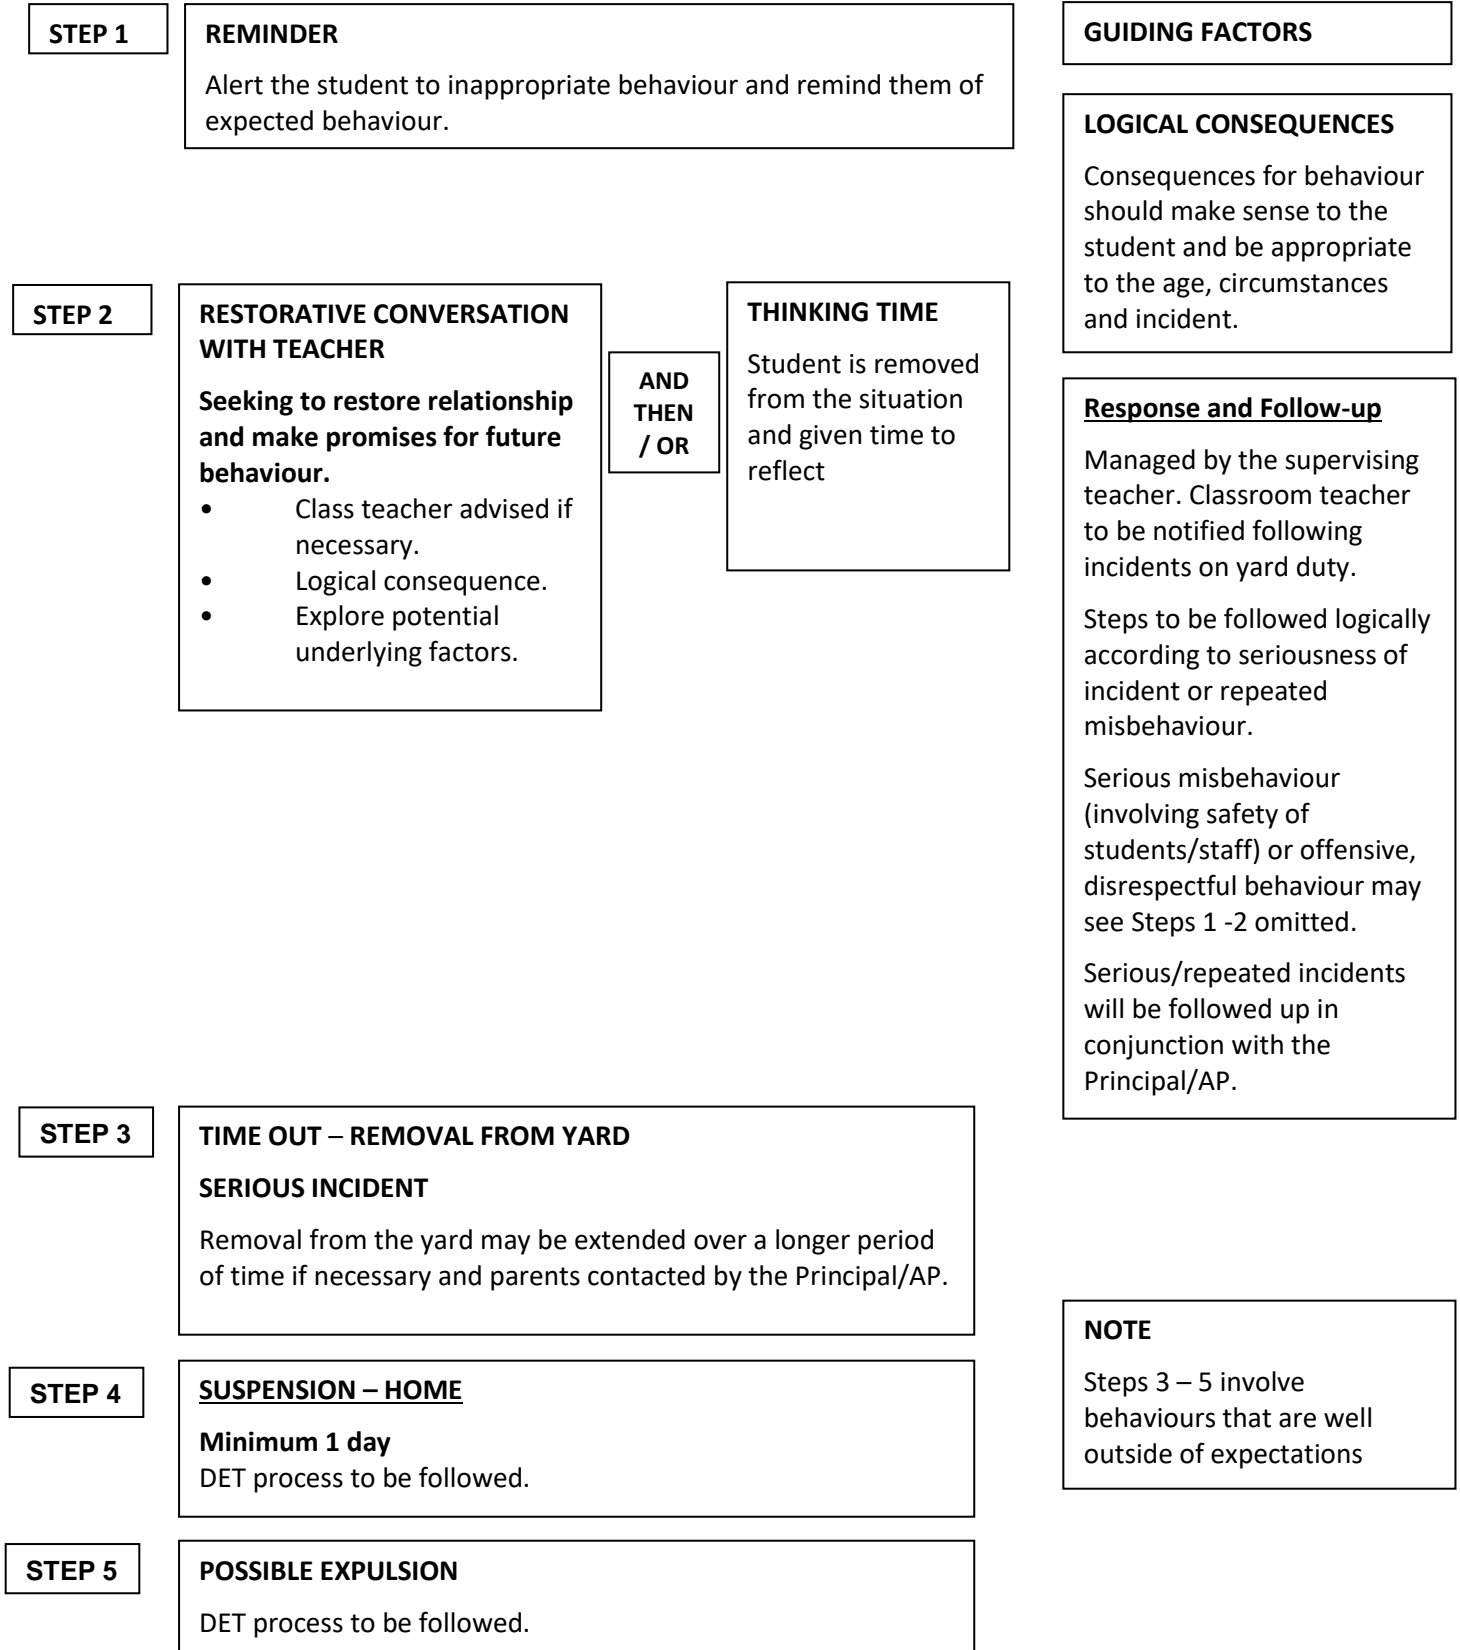 STEP 1
REMINDER
Alert the student to inappropriate behaviour and remind them of
expected behaviour.
GUIDING FACTORS
LOGICAL CONSEQUENCES
Consequences for behaviour
should make sense to the
student and be appropriate
to the age, circumstances
and incident.
STEP 2
RESTORATIVE CONVERSATION
WITH TEACHER
Seeking to restore relationship
and make promises for future
behaviour.
• Class teacher advised if
necessary.
• Logical consequence.
• Explore potential
underlying factors.
AND
THEN
/ OR
THINKING TIME
Student is removed
from the situation
and given time to
reflect
Response and Follow-up
Managed by the supervising
teacher. Classroom teacher
to be notified following
incidents on yard duty.
Steps to be followed logically
according to seriousness of
incident or repeated
misbehaviour.
Serious misbehaviour
(involving safety of
students/staff) or offensive,
disrespectful behaviour may
see Steps 1 -2 omitted.
Serious/repeated incidents
will be followed up in
conjunction with the
Principal/AP.
STEP 3
TIME OUT – REMOVAL FROM YARD
SERIOUS INCIDENT
Removal from the yard may be extended over a longer period
of time if necessary and parents contacted by the Principal/AP.
NOTE
Steps 3 – 5 involve
behaviours that are well
outside of expectations
STEP 4
SUSPENSION – HOME
Minimum 1 day
DET process to be followed.
STEP 5
POSSIBLE EXPULSION
DET process to be followed.